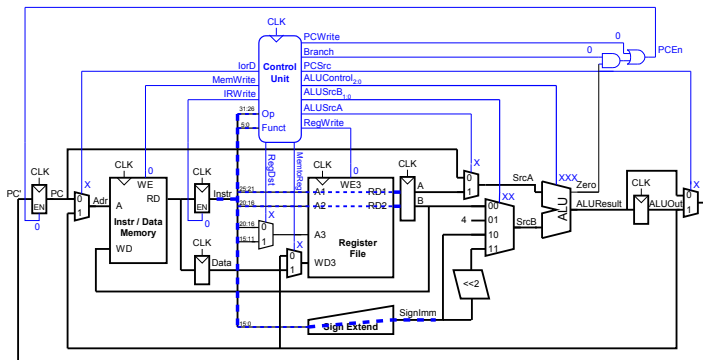 CLK
PCWrite
0
Branch
0
PCEn
IorD
Control
Unit
PCSrc
MemWrite
ALUControl2:0
IRWrite
ALUSrcB1:0
31:26
Op
ALUSrcA
5:0
Funct
RegWrite
RegDst
MemtoReg
CLK
CLK
CLK
CLK
X
0
0
X
XXX
X
PC'
PC
EN
0
0
1
Adr
WE
A
RD
Instr / Data
Memory
WD
Instr
EN
0
CLK
Data
25:21
20:16
20:16
15:11
0
1
X
0
1
X
WE3
A1
RD1
A2
RD2
A3
Register
File
WD3
A
B
0
1
SrcA
XX
00
4
01
10
11
SrcB
<<2
ALU
Zero
ALUResult
CLK
ALUOut
0
1
15:0
Sign Extend
SignImm